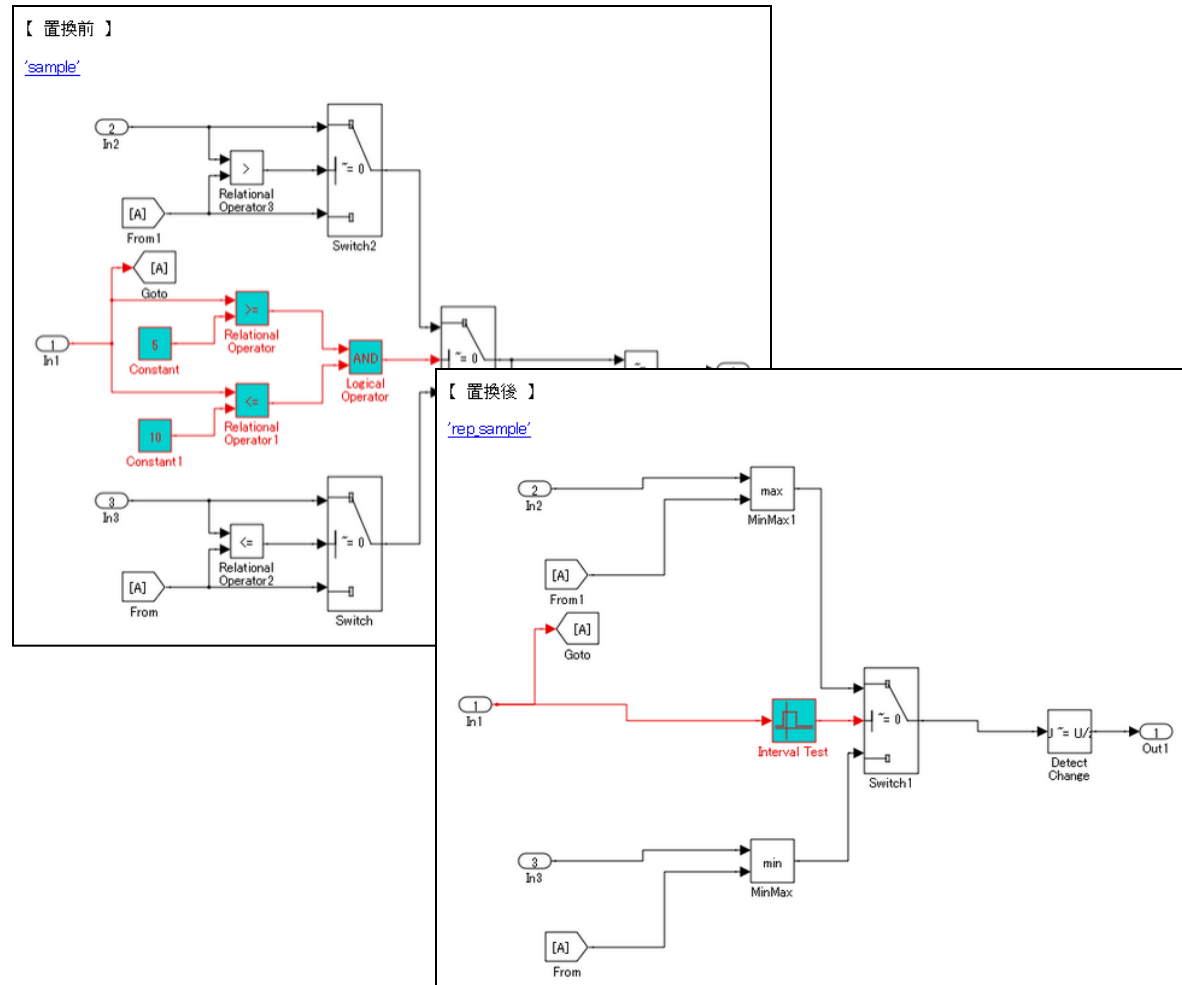 【 置換前 】
'sample'
2
In2
>
Relational
Operator3
~= 0
[A]
From1
Switch2
[A]
Goto
>=
Relational
Operator
1
In1
5
Constant
AND
Logical
Operator
~= 0
<=
Relational
Operator1
10
Constant1
3
In3
<=
Relational
Operator2
~= 0
[A]
From
Switch
【 置換後 】
'rep_sample'
2
In2
max
MinMax1
[A]
From1
[A]
Goto
1
In1
Interval Test
~= 0
Switch1
~= U/
Detect
Change
1
Out1
3
In3
min
MinMax
[A]
From